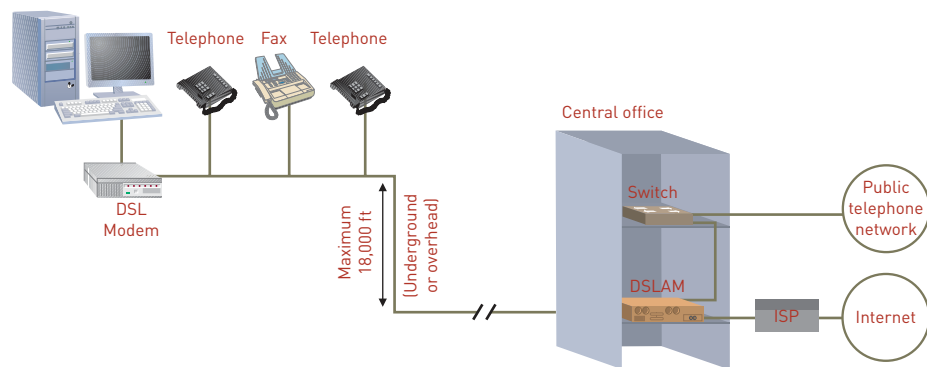 Telephone
Fax
Telephone
DSL
Modem
Maximum
18,000 ft
(Underground
or overhead)
Central office
Switch
Public
telephone
network
DSLAM
ISP
Internet